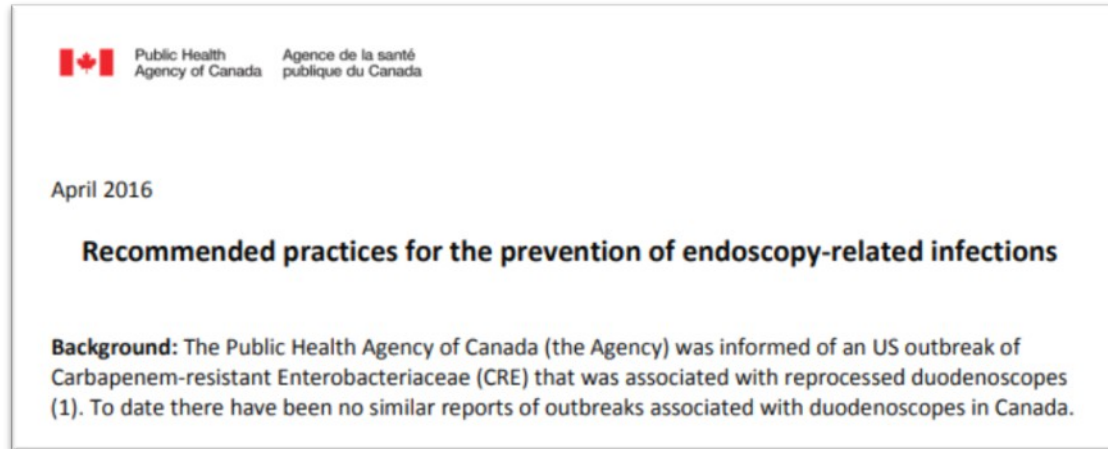 Public Health Agence de la santé
Agency of Canada publique du Canada
April 2016
Recommended practices for the prevention of endoscopy-related infections
Background: The Public Health Agency of Canada (the Agency) was informed of an US outbreak of
Carbapenem-resistant Enterobacteriaceae (CRE) that was associated with reprocessed duodenoscopes
(1). To date there have been no similar reports of outbreaks associated with duodenoscopes in Canada.